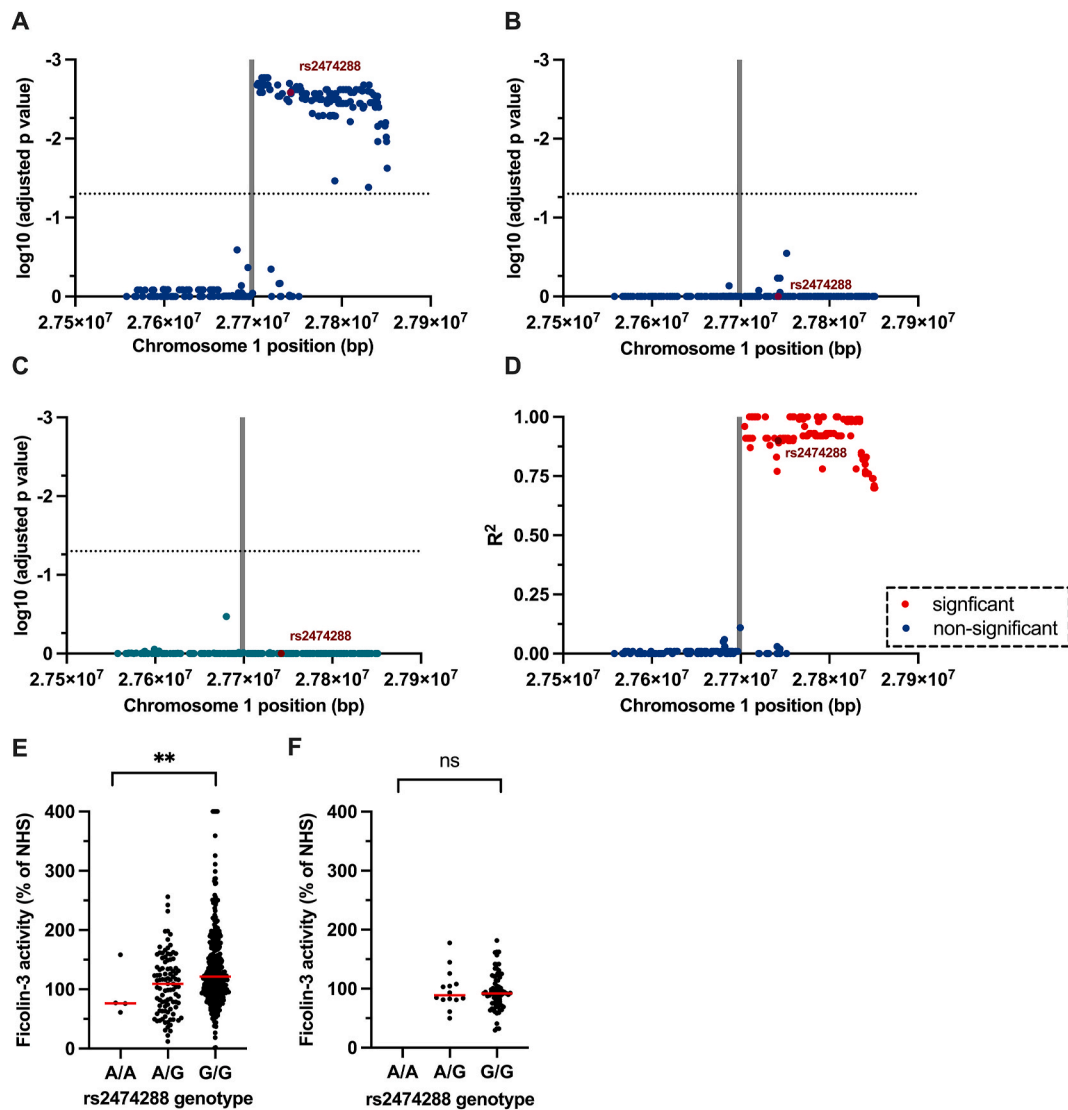 A
log10 (adjusted p value)
-3
-2
-1
0
rs2474288
2.75×10⁷ 2.76×10⁷ 2.77×10⁷ 2.78×10⁷ 2.79×10⁷
Chromosome 1 position (bp)
B
log10 (adjusted p value)
-3
-2
-1
0
rs2474288
2.75×10⁷ 2.76×10⁷ 2.77×10⁷ 2.78×10⁷ 2.79×10⁷
Chromosome 1 position (bp)
C
log10 (adjusted p value)
-3
-2
-1
0
rs2474288
2.75×10⁷ 2.76×10⁷ 2.77×10⁷ 2.78×10⁷ 2.79×10⁷
Chromosome 1 position (bp)
D
R²
1.00
0.75
0.50
0.25
0.00
rs2474288
signficant
non-significant
2.75×10⁷ 2.76×10⁷ 2.77×10⁷ 2.78×10⁷ 2.79×10⁷
Chromosome 1 position (bp)
E
**
Ficolin-3 activity (% of NHS)
400
300
200
100
0
A/A A/G G/G
rs2474288 genotype
F
ns
Ficolin-3 activity (% of NHS)
400
300
200
100
0
A/A A/G G/G
rs2474288 genotype